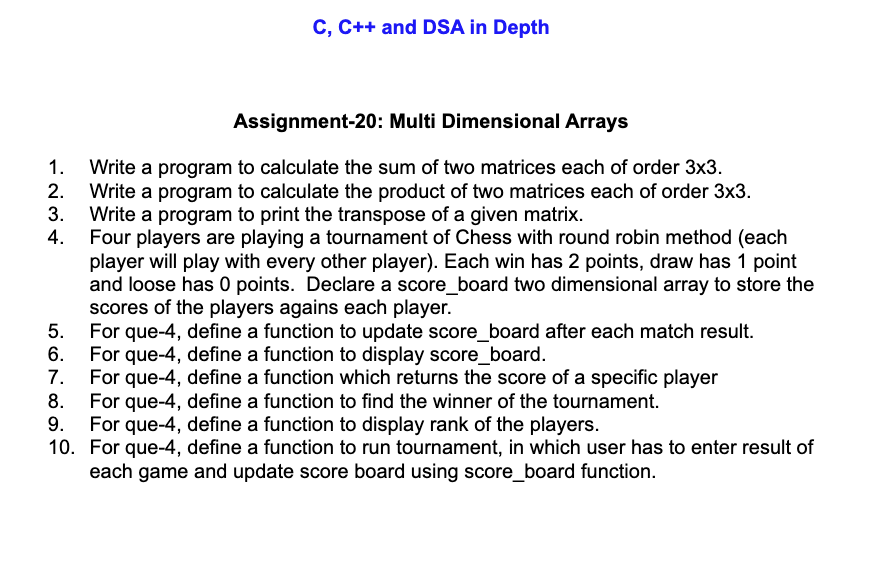 C, C++ and DSA in Depth
Assignment-20: Multi Dimensional Arrays
1. Write a program to calculate the sum of two matrices each of order 3x3.
2. Write a program to calculate the product of two matrices each of order 3x3.
3. Write a program to print the transpose of a given matrix.
4. Four players are playing a tournament of Chess with round robin method (each
player will play with every other player). Each win has 2 points, draw has 1 point
and loose has 0 points. Declare a score_board two dimensional array to store the
scores of the players agains each player.
5. For que-4, define a function to update score_board after each match result.
6. For que-4, define a function to display score_board.
7. For que-4, define a function which returns the score of a specific player
8. For que-4, define a function to find the winner of the tournament.
9. For que-4, define a function to display rank of the players.
10. For que-4, define a function to run tournament, in which user has to enter result of
each game and update score board using score_board function.